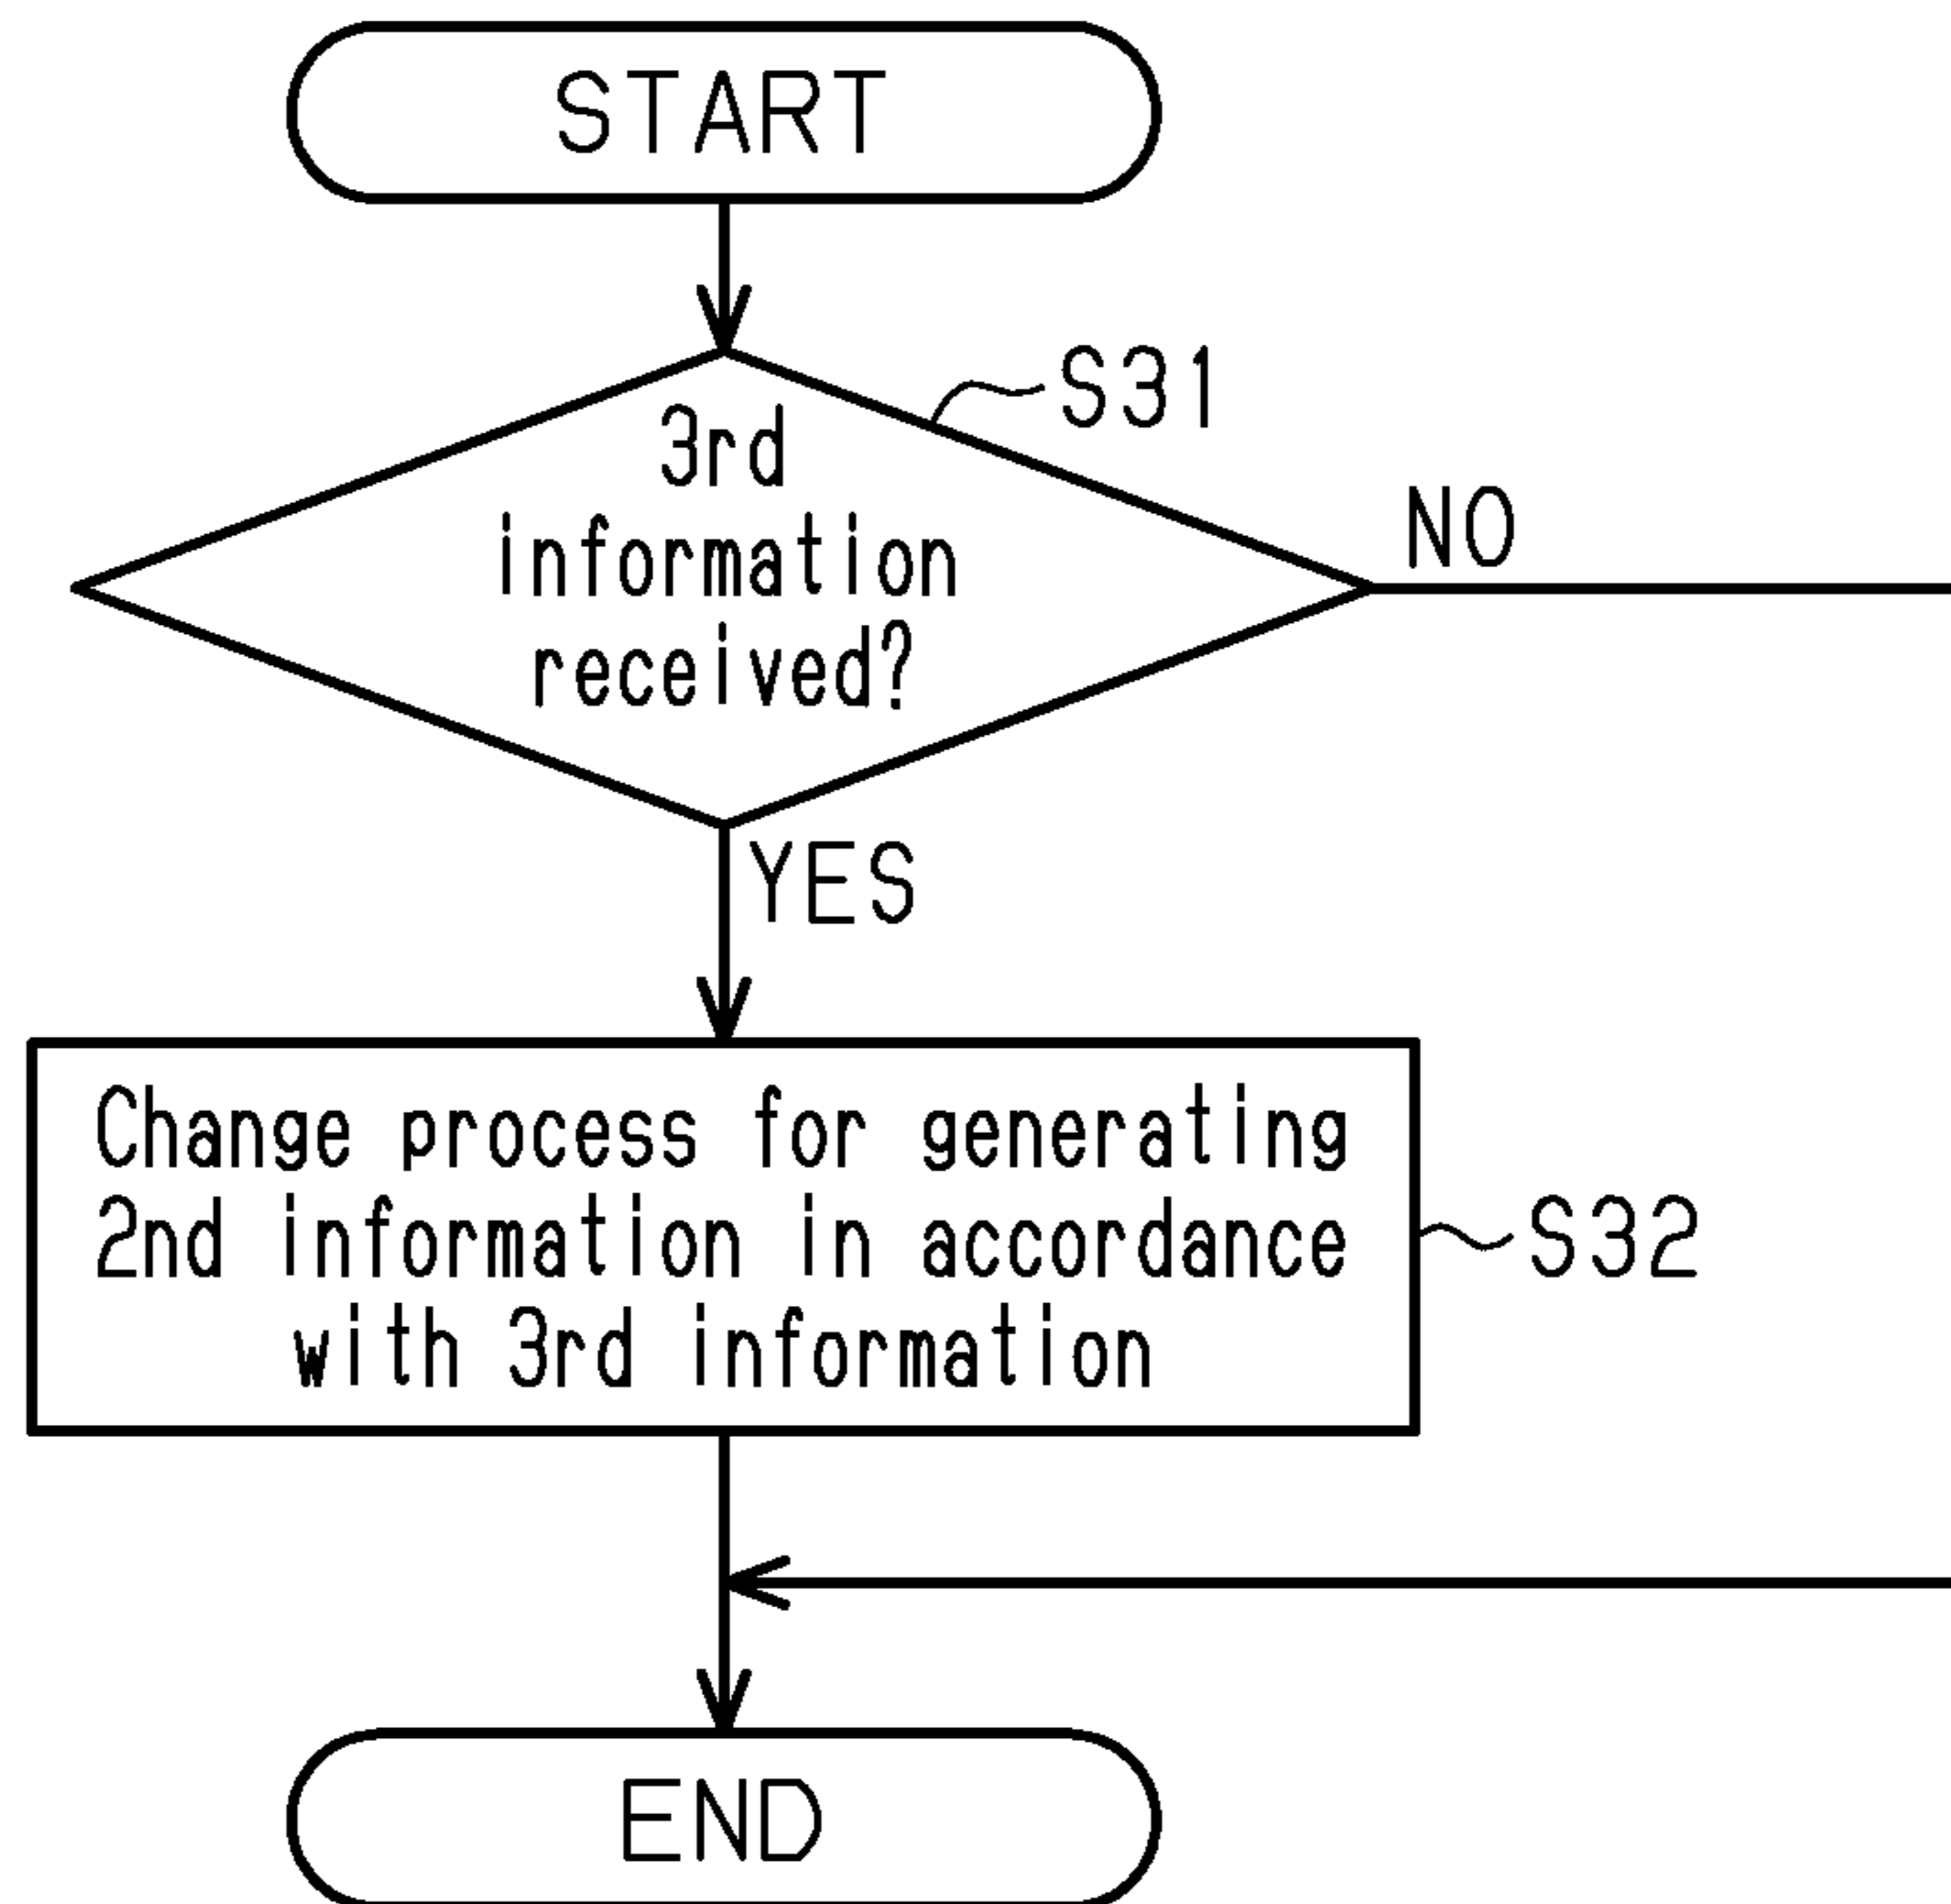 START
S31
3rd
information
received?
NO
YES
Change process for generating
2nd information in accordance
with 3rd information
S32
END